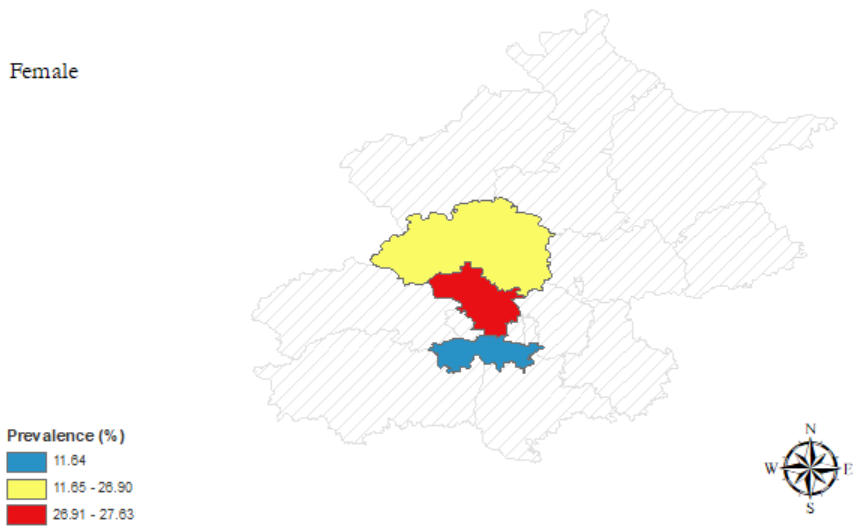 Female
Prevalence (%)
11.64
11.65 - 26.90
26.91 - 27.63
N
W E
S